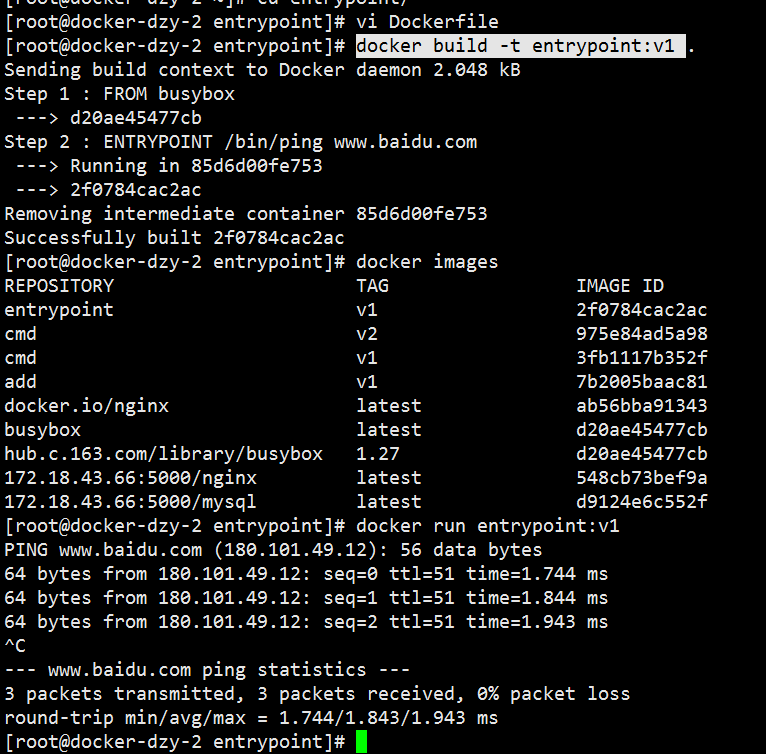 [root@docker-dzy-2 ~]# cd entrypoint/
[root@docker-dzy-2 entrypoint]# vi Dockerfile
[root@docker-dzy-2 entrypoint]# docker build -t entrypoint:v1 .
Sending build context to Docker daemon 2.048 kB
Step 1 : FROM busybox
 ---> d20ae45477cb
Step 2 : ENTRYPOINT /bin/ping www.baidu.com
 ---> Running in 85d6d00fe753
 ---> 2f0784cac2ac
Removing intermediate container 85d6d00fe753
Successfully built 2f0784cac2ac
[root@docker-dzy-2 entrypoint]# docker images
REPOSITORY TAG IMAGE ID
entrypoint v1 2f0784cac2ac
cmd v2 975e84ad5a98
cmd v1 3fb1117b352f
add v1 7b2005baac81
docker.io/nginx latest ab56bba91343
busybox latest d20ae45477cb
hub.c.163.com/library/busybox 1.27 d20ae45477cb
172.18.43.66:5000/nginx latest 548cb73bef9a
172.18.43.66:5000/mysql latest d9124e6c552f
[root@docker-dzy-2 entrypoint]# docker run entrypoint:v1
PING www.baidu.com (180.101.49.12): 56 data bytes
64 bytes from 180.101.49.12: seq=0 ttl=51 time=1.744 ms
64 bytes from 180.101.49.12: seq=1 ttl=51 time=1.844 ms
64 bytes from 180.101.49.12: seq=2 ttl=51 time=1.943 ms
^C
--- www.baidu.com ping statistics ---
3 packets transmitted, 3 packets received, 0% packet loss
round-trip min/avg/max = 1.744/1.843/1.943 ms
[root@docker-dzy-2 entrypoint]#